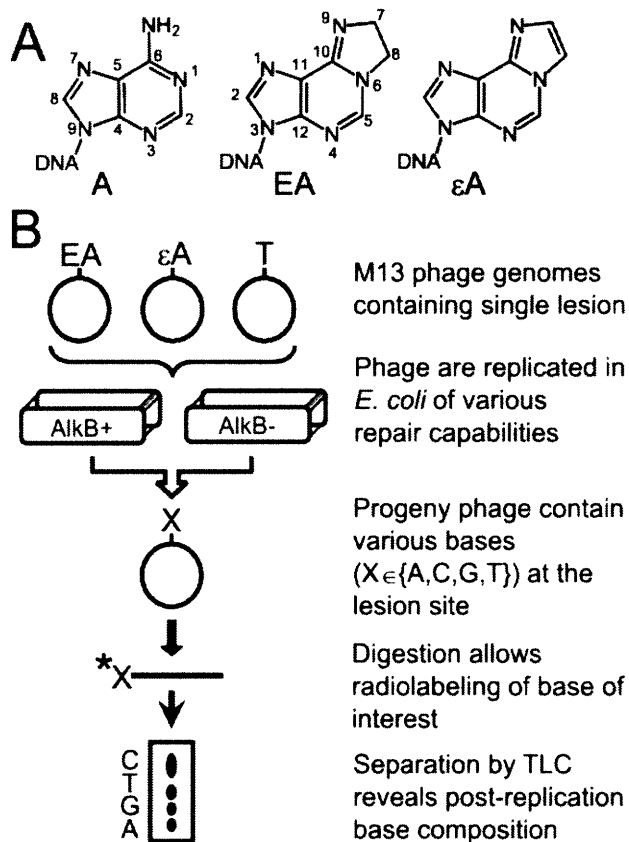 A
NH₂
7
5
6
N
N
1
8
9
N
4
N
3
2
DNA
A
9
7
N
8
10
1
11
N
N
6
2
3
N
12
N
4
5
DNA
EA
N
N
N
N
N
DNA
εA
B
EA εA T
M13 phage genomes
containing single lesion
AlkB+ AlkB-
Phage are replicated in
E. coli of various
repair capabilities
X
Progeny phage contain
various bases
(X∈{A,C,G,T}) at the
lesion site
*X
Digestion allows
radiolabeling of base of
interest
C
T
G
A
Separation by TLC
reveals post-replication
base composition